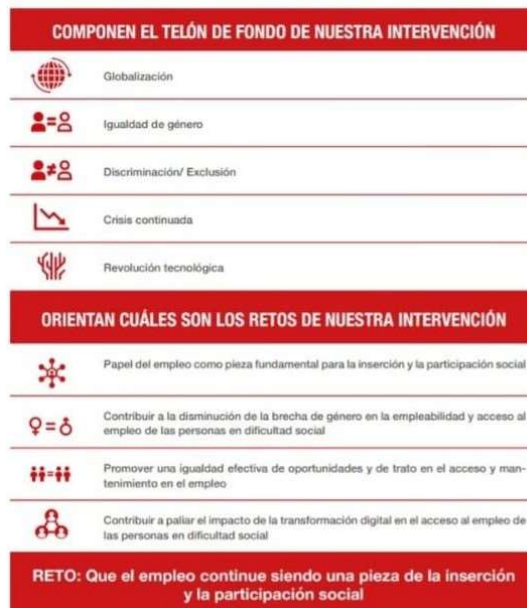 COMPONEN EL TELÓN DE FONDO DE NUESTRA INTERVENCIÓN
Globalización
Igualdad de género
Discriminación/ Exclusión
Crisis continuada
Revolución tecnológica
ORIENTAN CUÁLES SON LOS RETOS DE NUESTRA INTERVENCIÓN
Papel del empleo como pieza fundamental para la inserción y la participación social
Contribuir a la disminución de la brecha de género en la empleabilidad y acceso al
empleo de las personas en dificultad social
Promover una igualdad efectiva de oportunidades y de trato en el acceso y man-
tenimiento en el empleo
Contribuir a paliar el impacto de la transformación digital en el acceso al empleo de
las personas en dificultad social
RETO: Que el empleo continue siendo una pieza de la inserción
y la participación social